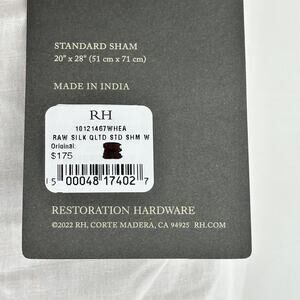 STANDARD SHAM
20" x 28" (51 cm x 71 cm)
MADE IN INDIA
RH
10121467WHEA
RAW SILK QLTD STD SHM W
Original:
$175
5 00048 17402 7
RESTORATION HARDWARE
©2022 RH, CORTE MADERA, CA 94925 RH.COM